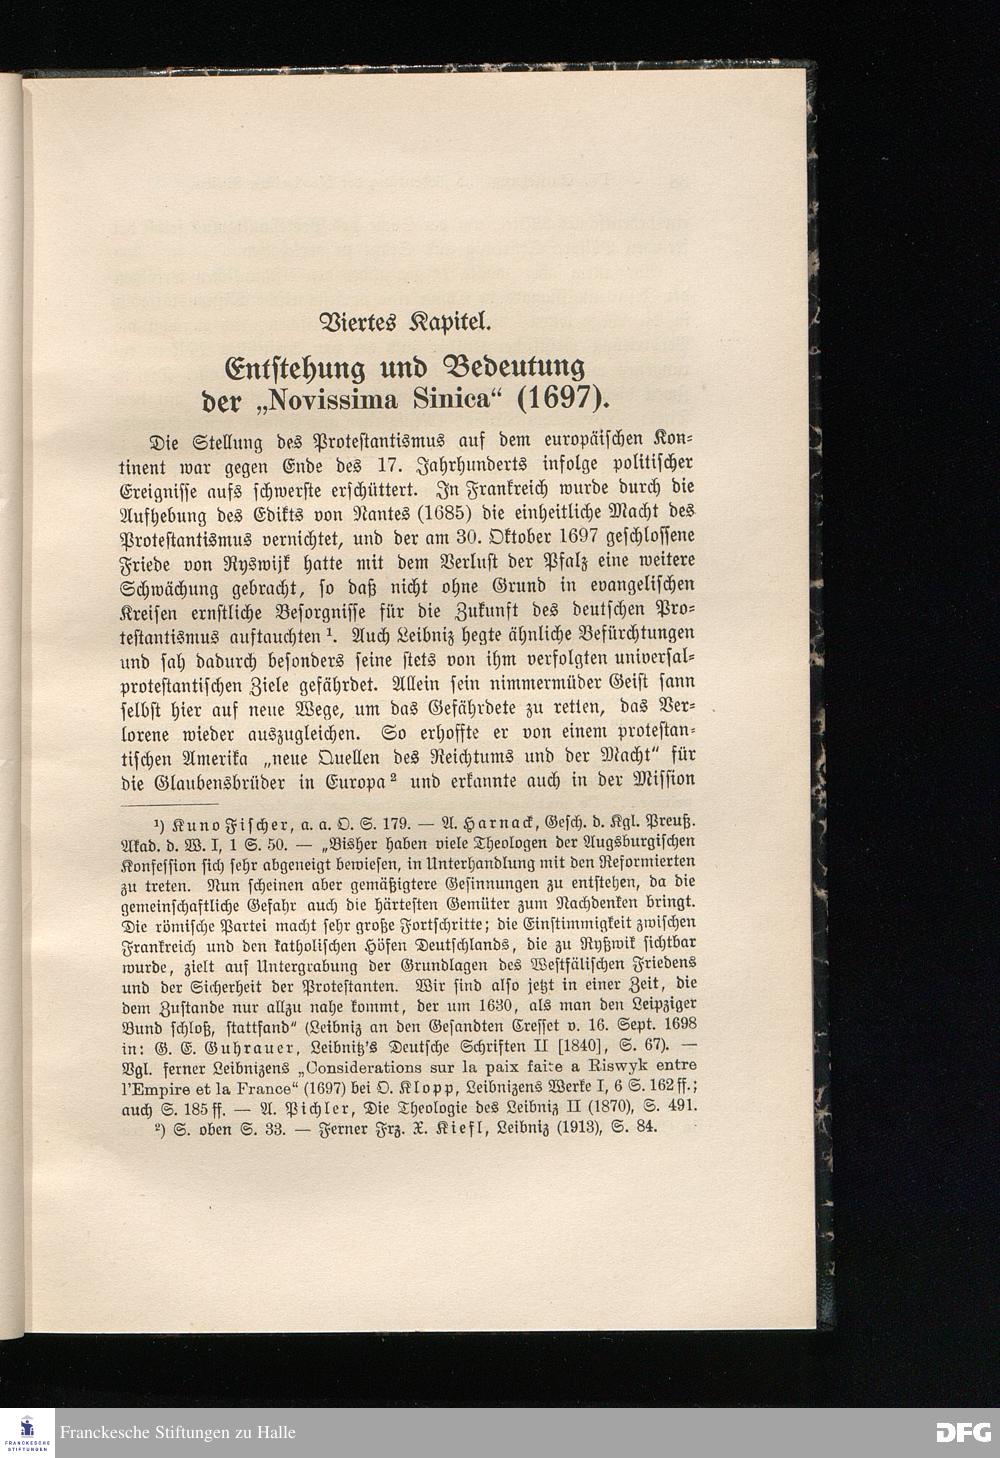 Viertes Kapitel.
Entstehung und Bedeutung
der „Novissima Sinica“ (1697).
Die Stellung des Protestantismus auf dem europäischen Kon-
tinent war gegen Ende des 17. Jahrhunderts infolge politischer
Ereignisse aufs schwerste erschüttert. In Frankreich wurde durch die
Aufhebung des Edikts von Nantes (1685) die einheitliche Macht des
Protestantismus vernichtet, und der am 30. Oktober 1697 geschlossene
Friede von Ryswijk hatte mit dem Verlust der Pfalz eine weitere
Schwächung gebracht, so daß nicht ohne Grund in evangelischen
Kreisen ernstliche Besorgnisse für die Zukunft des deutschen Pro-
testantismus auftauchten ¹. Auch Leibniz hegte ähnliche Befürchtungen
und sah dadurch besonders seine stets von ihm verfolgten universal-
protestantischen Ziele gefährdet. Allein sein nimmermüder Geist sann
selbst hier auf neue Wege, um das Gefährdete zu retten, das Ver-
lorene wieder auszugleichen. So erhoffte er von einem protestan-
tischen Amerika „neue Quellen des Reichtums und der Macht“ für
die Glaubensbrüder in Europa ² und erkannte auch in der Mission
¹) Kuno Fischer, a. a. O. S. 179. — A. Harnack, Gesch. d. Kgl. Preuß.
Akad. d. W. I, 1 S. 50. — „Bisher haben viele Theologen der Augsburgischen
Konfession sich sehr abgeneigt bewiesen, in Unterhandlung mit den Reformierten
zu treten. Nun scheinen aber gemäßigtere Gesinnungen zu entstehen, da die
gemeinschaftliche Gefahr auch die härtesten Gemüter zum Nachdenken bringt.
Die römische Partei macht sehr große Fortschritte; die Einstimmigkeit zwischen
Frankreich und den katholischen Höfen Deutschlands, die zu Ryßwik sichtbar
wurde, zielt auf Untergrabung der Grundlagen des Westfälischen Friedens
und der Sicherheit der Protestanten. Wir sind also jetzt in einer Zeit, die
dem Zustande nur allzu nahe kommt, der um 1630, als man den Leipziger
Bund schloß, stattfand“ (Leibniz an den Gesandten Cresset v. 16. Sept. 1698
in: G. E. Guhrauer, Leibnitz's Deutsche Schriften II [1840], S. 67). —
Vgl. ferner Leibnizens „Considerations sur la paix faite a Riswyk entre
l'Empire et la France“ (1697) bei O. Klopp, Leibnizens Werke I, 6 S. 162 ff.;
auch S. 185 ff. — A. Pichler, Die Theologie des Leibniz II (1870), S. 491.
²) S. oben S. 33. — Ferner Frz. X. Kiefl, Leibniz (1913), S. 84.
FRANCKESCHE
STIFTUNGEN
Franckesche Stiftungen zu Halle
DFG